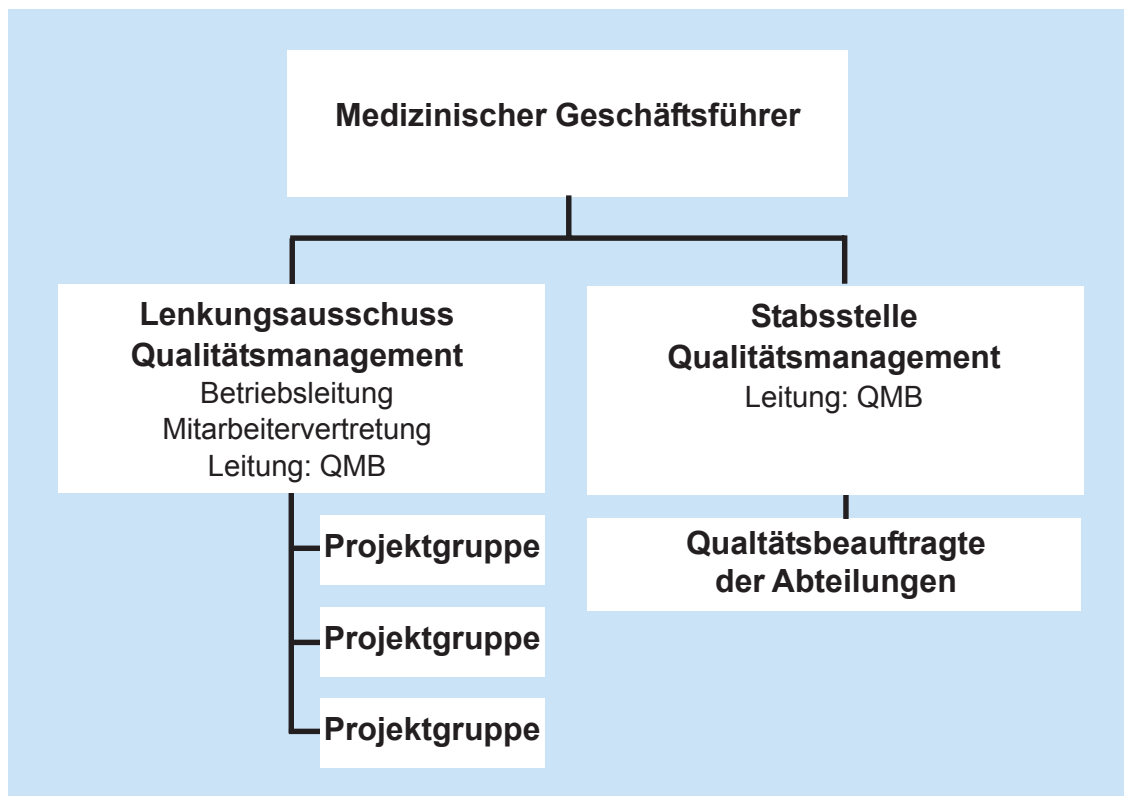 Medizinischer Geschäftsführer
Lenkungsausschuss
Qualitätsmanagement
Betriebsleitung
Mitarbeitervertretung
Leitung: QMB
Projektgruppe
Projektgruppe
Projektgruppe
Stabsstelle
Qualitätsmanagement
Leitung: QMB
Qualtätsbeauftragte
der Abteilungen